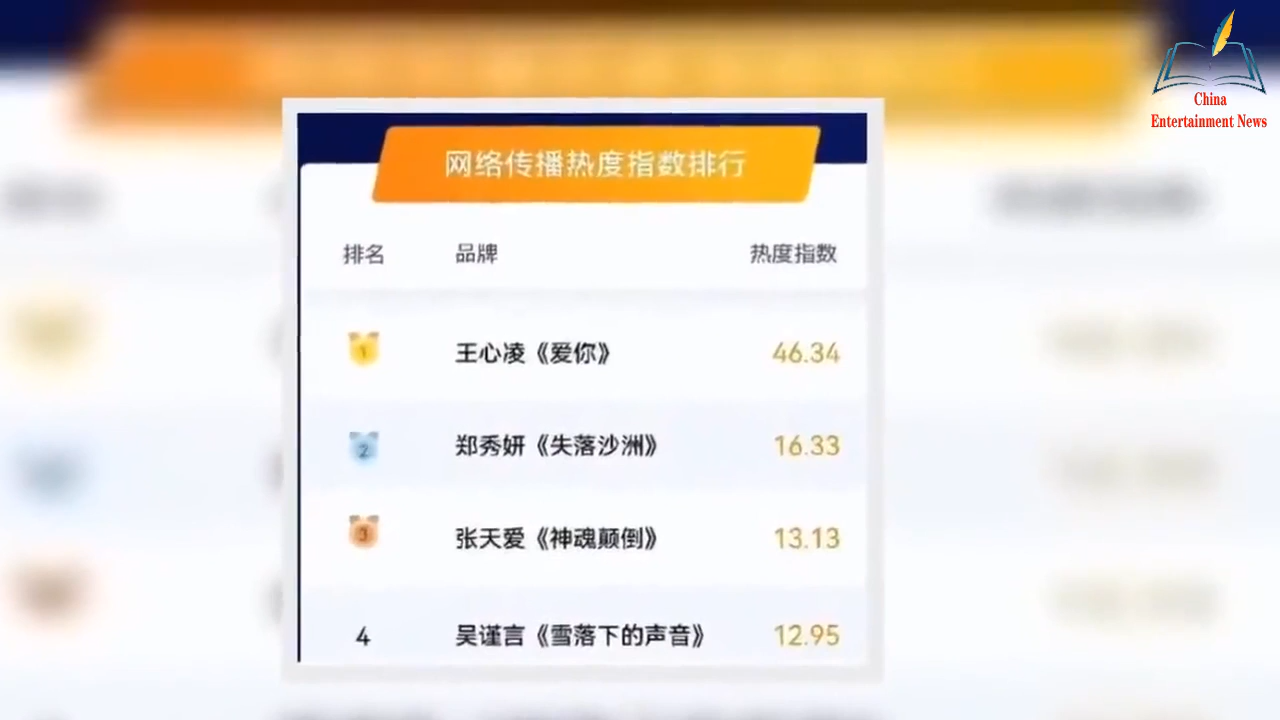 China
Entertainment News
网络传播热度指数排行
排名 品牌 热度指数
1 王心凌《爱你》 46.34
2 郑秀妍《失落沙洲》 16.33
3 张天爱《神魂颠倒》 13.13
4 吴谨言《雪落下的声音》 12.95